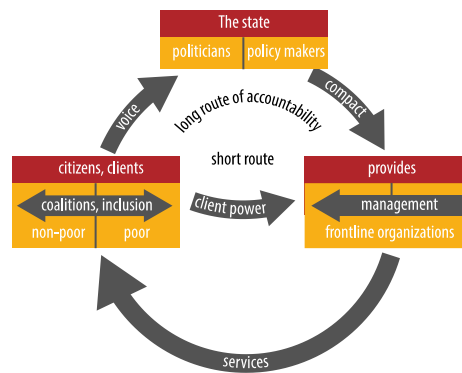 The state
politicians
policy makers
voice
compact
long route of accountability
short route
citizens, clients
coalitions, inclusion
non-poor
poor
client power
provides
management
frontline organizations
services